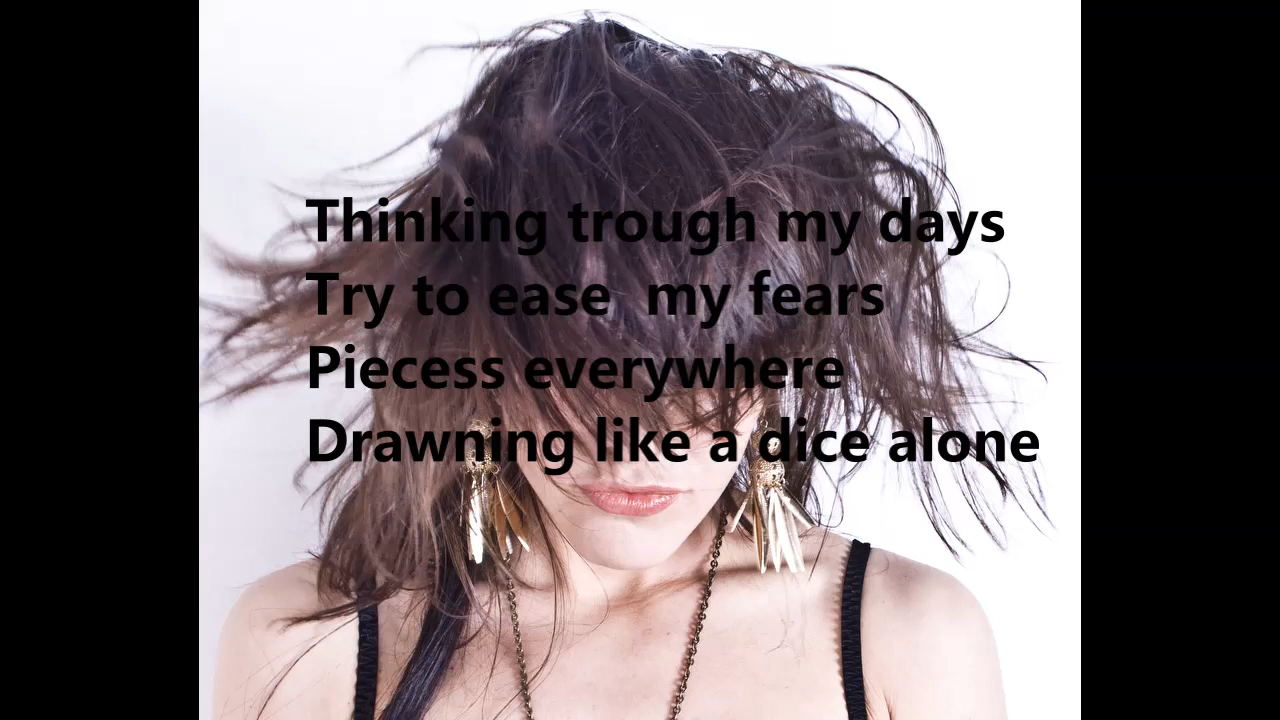 Thinking trough my days
Try to ease  my fears
Piecess everywhere
Drawning like a dice alone